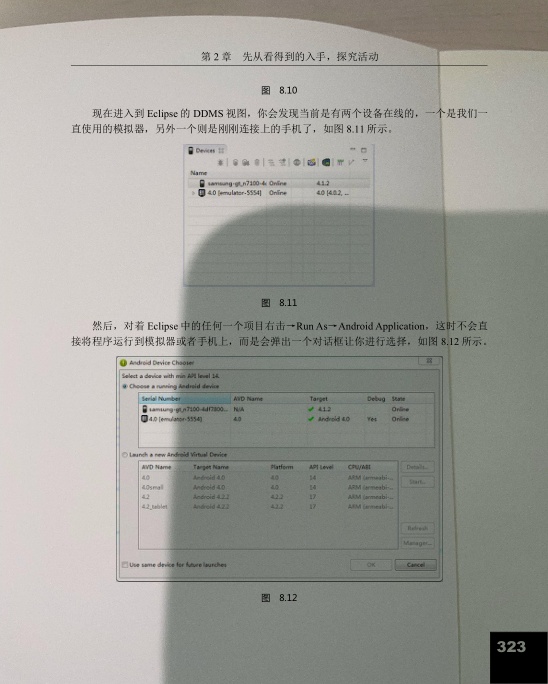 第 2 章 先从看得到的入手，探究活动
图 8.10
现在进入到 Eclipse 的 DDMS 视图，你会发现当前是有两个设备在线的，一个是我们一
直使用的模拟器，另外一个则是刚刚连接上的手机了，如图 8.11 所示。
Devices
Name
samsung-gt_n7100-4c Online 4.1.2
4.0 [emulator-5554] Online 4.0 [4.0.2, ...
图 8.11
然后，对着 Eclipse 中的任何一个项目右击→Run As→Android Application，这时不会直
接将程序运行到模拟器或者手机上，而是会弹出一个对话框让你进行选择，如图 8.12 所示。
Android Device Chooser
Select a device with min API level 14.
Choose a running Android device
Serial Number AVD Name Target Debug State
samsung-gt_n7100-4df7800... N/A 4.1.2 Online
4.0 [emulator-5554] 4.0 Android 4.0 Yes Online
Launch a new Android Virtual Device
AVD Name Target Name Platform API Level CPU/ABI Details...
4.0 Android 4.0 4.0 14 ARM (armeabi-...
Start...
4.0small Android 4.0 4.0 14 ARM (armeabi-...
4.2 Android 4.2.2 4.2.2 17 ARM (armeabi-...
4.2_tablet Android 4.2.2 4.2.2 17 ARM (armeabi-...
Refresh
Manager...
Use same device for future launches OK Cancel
图 8.12
323